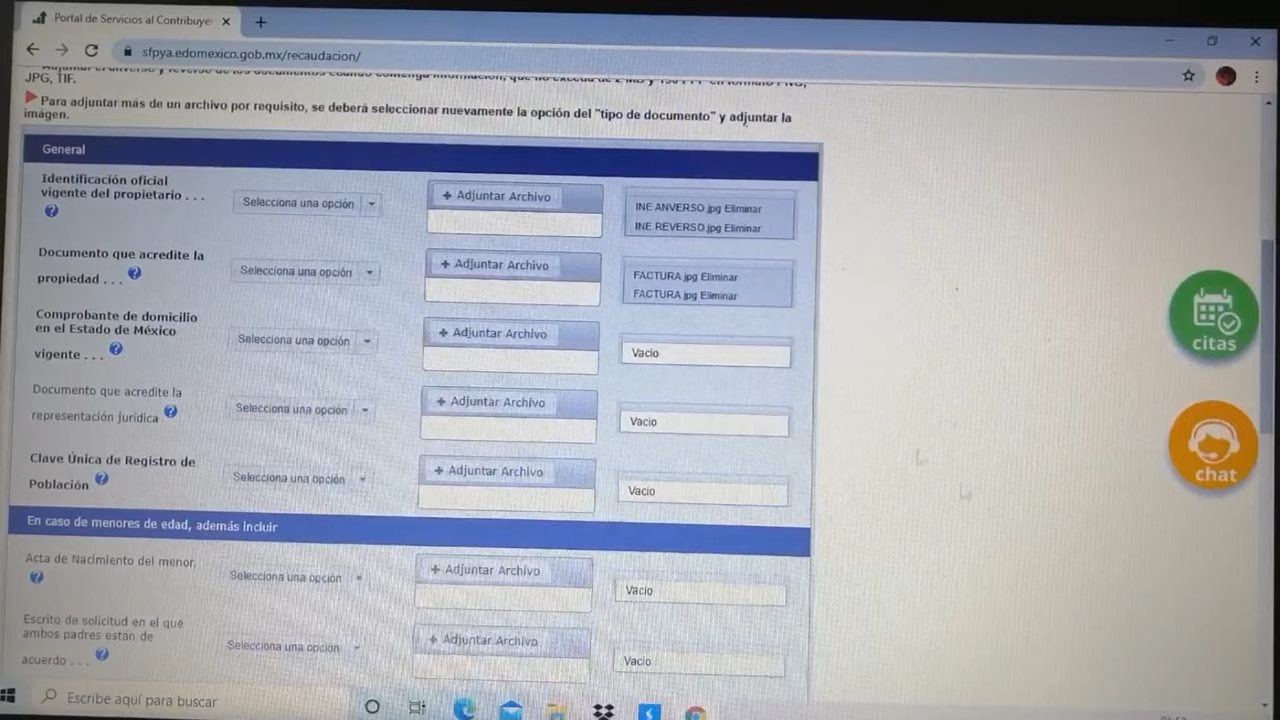 Portal de Servicios al Contribuye
sfpya.edomexico.gob.mx/recaudacion/
JPG, TIF.
Para adjuntar más de un archivo por requisito, se deberá seleccionar nuevamente la opción del "tipo de documento" y adjuntar la
imágen.
General
Identificación oficial
vigente del propietario . . .
Selecciona una opción
+ Adjuntar Archivo
INE ANVERSO.jpg Eliminar
INE REVERSO.jpg Eliminar
Documento que acredite la
propiedad . . .
Selecciona una opción
+ Adjuntar Archivo
FACTURA.jpg Eliminar
FACTURA.jpg Eliminar
Comprobante de domicilio
en el Estado de México
vigente . . .
Selecciona una opción
+ Adjuntar Archivo
Vacio
Documento que acredite la
representación jurídica
Selecciona una opción
+ Adjuntar Archivo
Vacio
Clave Única de Registro de
Población
Selecciona una opción
+ Adjuntar Archivo
Vacio
En caso de menores de edad, además incluir
Acta de Nacimiento del menor.
Selecciona una opción
+ Adjuntar Archivo
Vacio
Escrito de solicitud en el que
ambos padres están de
acuerdo . . .
Selecciona una opción
+ Adjuntar Archivo
Vacio
citas
chat
Escribe aquí para buscar